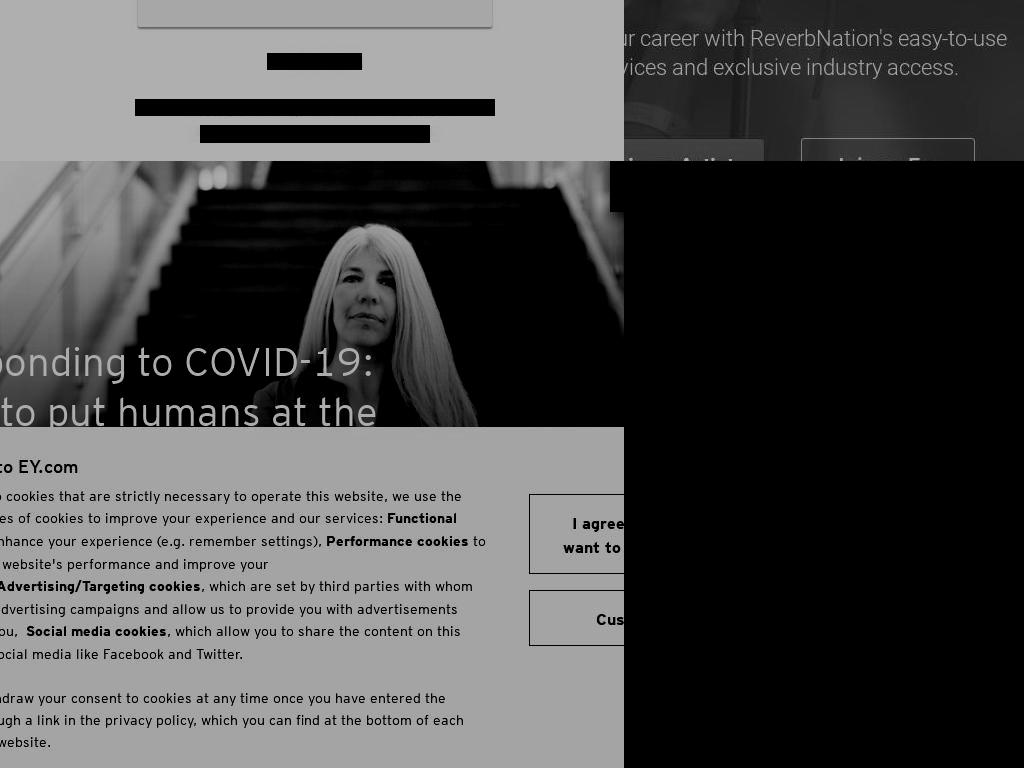 ur career with ReverbNation's easy-to-use
vices and exclusive industry access.
ponding to COVID-19:
to put humans at the
to EY.com
o cookies that are strictly necessary to operate this website, we use the
es of cookies to improve your experience and our services: Functional
nhance your experience (e.g. remember settings), Performance cookies to
website's performance and improve your
Advertising/Targeting cookies, which are set by third parties with whom
dvertising campaigns and allow us to provide you with advertisements
ou, Social media cookies, which allow you to share the content on this
ocial media like Facebook and Twitter.
I agree
want to
Cus
ndraw your consent to cookies at any time once you have entered the
ugh a link in the privacy policy, which you can find at the bottom of each
website.